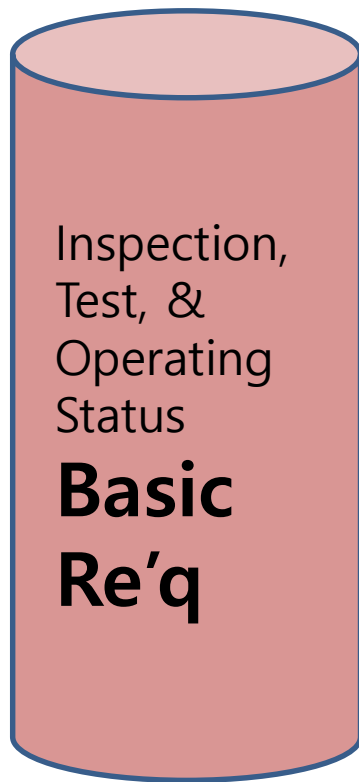 Inspection,
Test, &
Operating
Status
Basic
Re’q